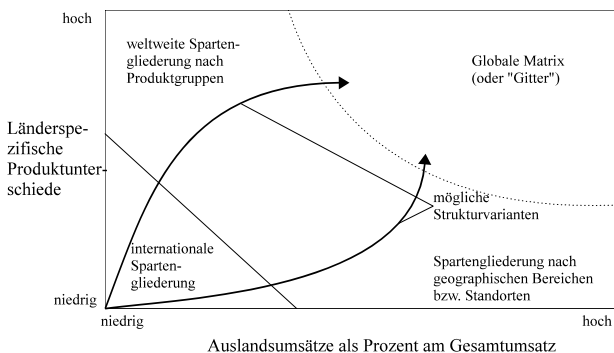 hoch
weltweite Sparten-
gliederung nach
Produktgruppen
Globale Matrix
(oder "Gitter")
Länderspe-
zifische
Produktunter-
schiede
mögliche
Strukturvarianten
internationale
Sparten-
gliederung
Spartengliederung nach
geographischen Bereichen
bzw. Standorten
niedrig
niedrig
hoch
Auslandsumsätze als Prozent am Gesamtumsatz